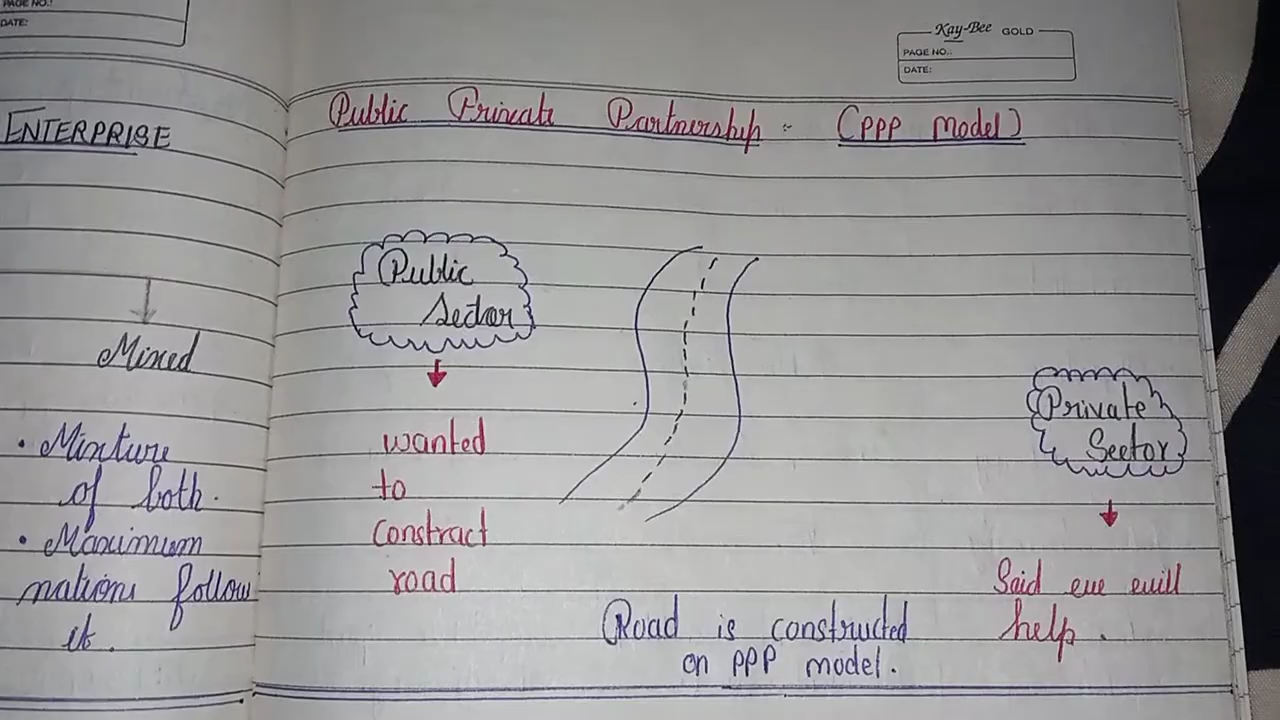 PAGE NO.:
DATE:
ENTERPRISE
Mixed
• Mixture
of both.
• Maximum
nations follow
it.
Kay-Bee GOLD
PAGE NO.:
DATE:
Public Private Partnership :- (PPP Model)
Public
Sector
wanted
to
constract
road
Private
Sector
Said we will
help.
Road is constructed
on PPP model.